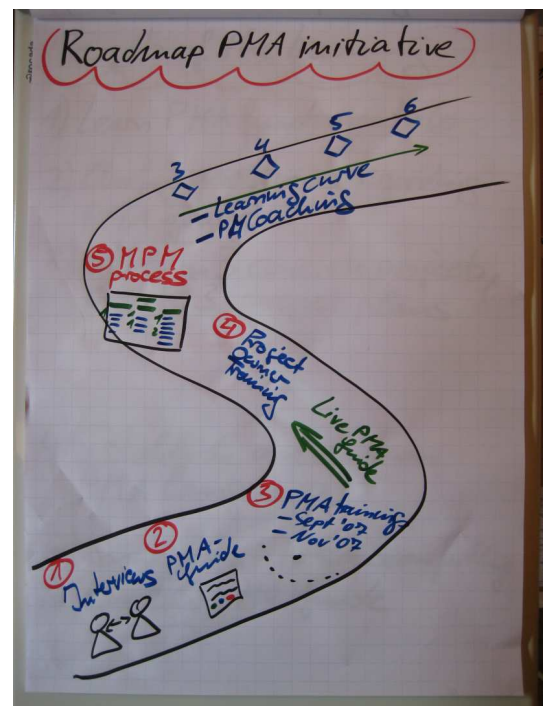 Roadmap PMA initiative
3
4
5
6
- Learning curve
- PM Coaching
5 MPM
process
4 Project
Owner
Training
Live PMA
Guide
3 PMA training
- Sept '07
- Nov '07
2
PMA-
Guide
1
Interviews